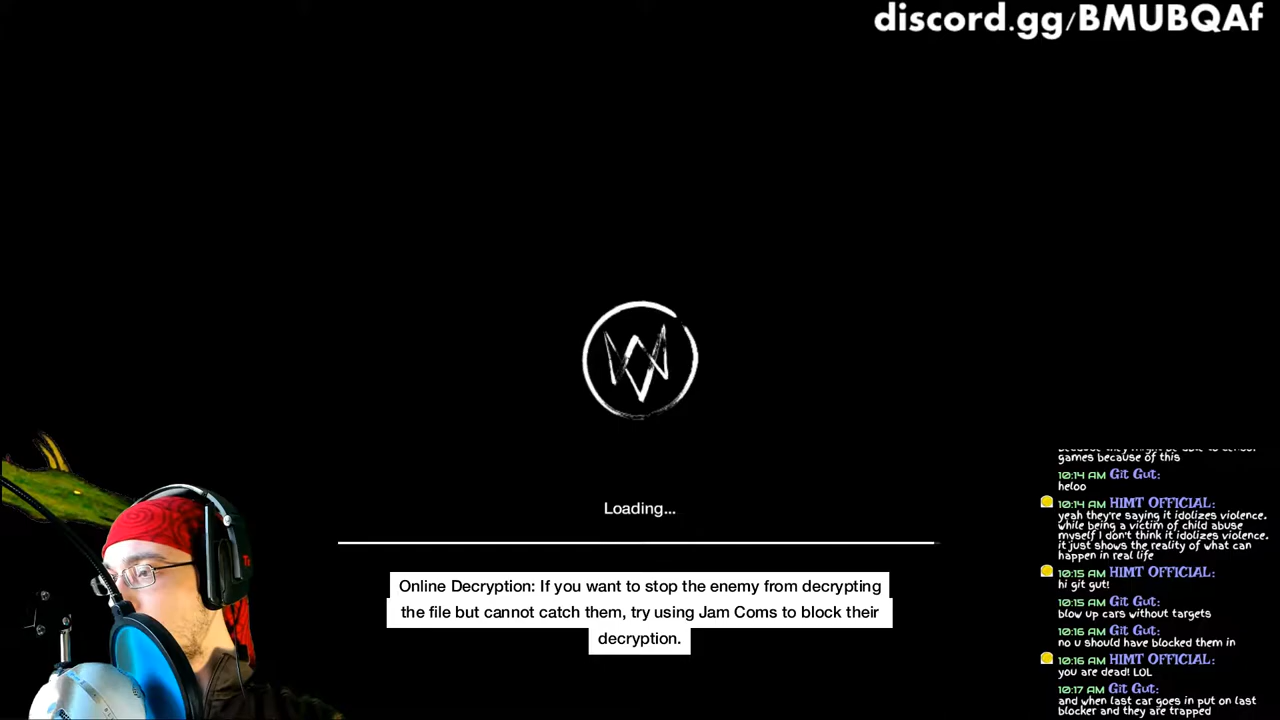 discord.gg/BMUBQAf
Loading...
Online Decryption: If you want to stop the enemy from decrypting
the file but cannot catch them, try using Jam Coms to block their
decryption.
games because of this
10:14 AM Git Gut:
heloo
10:14 AM HIMT OFFICIAL:
yeah they're saying it idolizes violence.
while being a victim of child abuse
myself I don't think it idolizes violence.
it just shows the reality of what can
happen in real life
10:15 AM HIMT OFFICIAL:
hi git gut!
10:15 AM Git Gut:
blow up cars without targets
10:16 AM Git Gut:
no u should have blocked them in
10:16 AM HIMT OFFICIAL:
you are dead! LOL
10:17 AM Git Gut:
and when last car goes in put on last
blocker and they are trapped